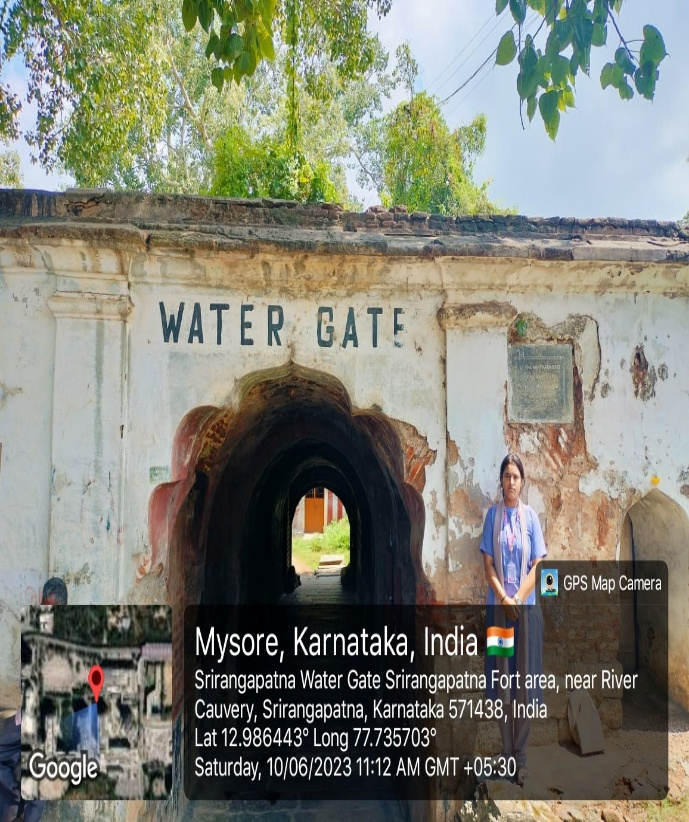 WATER GATE
GPS Map Camera
Mysore, Karnataka, India 🇮🇳
Srirangapatna Water Gate Srirangapatna Fort area, near River
Cauvery, Srirangapatna, Karnataka 571438, India
Lat 12.986443° Long 77.735703°
Saturday, 10/06/2023 11:12 AM GMT +05:30
Google